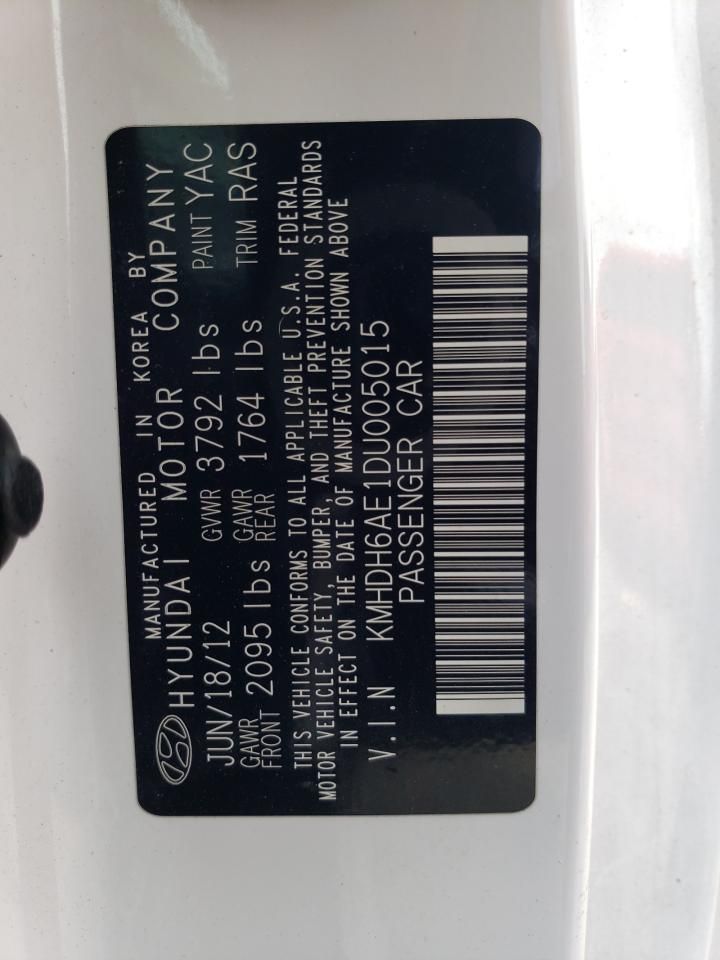 MANUFACTURED IN KOREA BY
HYUNDAI MOTOR COMPANY
JUN/18/12 GVWR 3792 lbs PAINT YAC
GAWR FRONT 2095 lbs GAWR REAR 1764 lbs TRIM RAS
THIS VEHICLE CONFORMS TO ALL APPLICABLE U.S.A. FEDERAL
MOTOR VEHICLE SAFETY, BUMPER, AND THEFT PREVENTION STANDARDS
IN EFFECT ON THE DATE OF MANUFACTURE SHOWN ABOVE
V.I.N KMHDH6AE1DU005015
PASSENGER CAR